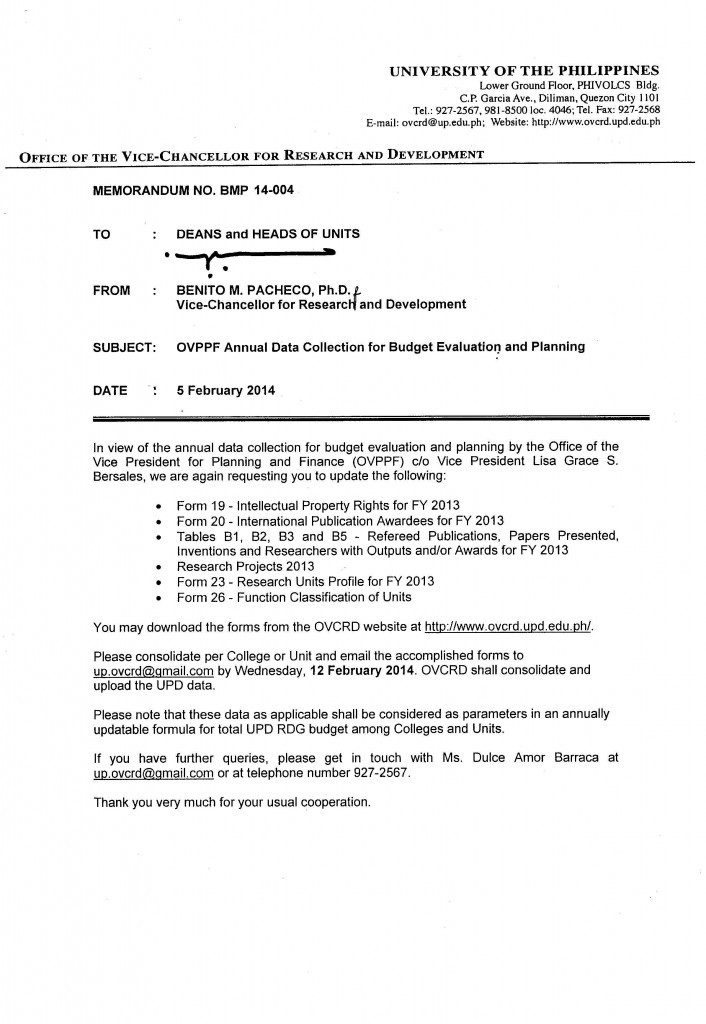 UNIVERSITY OF THE PHILIPPINES
Lower Ground Floor, PHIVOLCS Bldg.
C.P. Garcia Ave., Diliman, Quezon City 1101
Tel.: 927-2567, 981-8500 loc. 4046; Tel. Fax: 927-2568
E-mail: ovcrd@up.edu.ph; Website: http://www.ovcrd.upd.edu.ph
OFFICE OF THE VICE-CHANCELLOR FOR RESEARCH AND DEVELOPMENT
MEMORANDUM NO. BMP 14-004
TO : DEANS and HEADS OF UNITS
FROM : BENITO M. PACHECO, Ph.D.
Vice-Chancellor for Research and Development
SUBJECT: OVPPF Annual Data Collection for Budget Evaluation and Planning
DATE : 5 February 2014
In view of the annual data collection for budget evaluation and planning by the Office of the
Vice President for Planning and Finance (OVPPF) c/o Vice President Lisa Grace S.
Bersales, we are again requesting you to update the following:
• Form 19 - Intellectual Property Rights for FY 2013
• Form 20 - International Publication Awardees for FY 2013
• Tables B1, B2, B3 and B5 - Refereed Publications, Papers Presented,
Inventions and Researchers with Outputs and/or Awards for FY 2013
• Research Projects 2013
• Form 23 - Research Units Profile for FY 2013
• Form 26 - Function Classification of Units
You may download the forms from the OVCRD website at http://www.ovcrd.upd.edu.ph/.
Please consolidate per College or Unit and email the accomplished forms to
up.ovcrd@gmail.com by Wednesday, 12 February 2014. OVCRD shall consolidate and
upload the UPD data.
Please note that these data as applicable shall be considered as parameters in an annually
updatable formula for total UPD RDG budget among Colleges and Units.
If you have further queries, please get in touch with Ms. Dulce Amor Barraca at
up.ovcrd@gmail.com or at telephone number 927-2567.
Thank you very much for your usual cooperation.